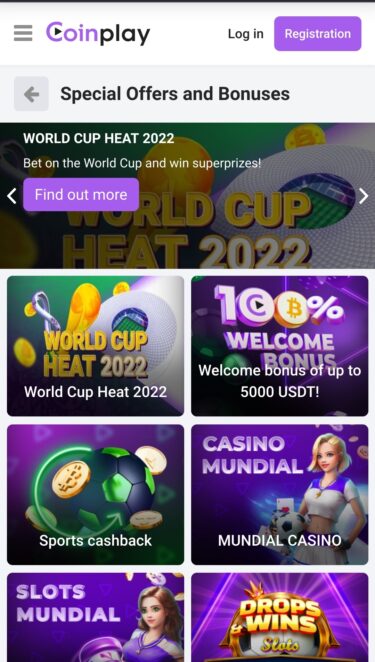 Coinplay
Log in
Registration
Special Offers and Bonuses
WORLD CUP HEAT 2022
Bet on the World Cup and win superprizes!
Find out more
WORLD CUP
HEAT 2022
WORLD CUP
HEAT 2022
World Cup Heat 2022
100%
WELCOME
BONUS
Welcome bonus of up to
5000 USDT!
Sports cashback
CASINO
MUNDIAL
MUNDIAL CASINO
SLOTS
MUNDIAL
DROPS
& WINS
Slots